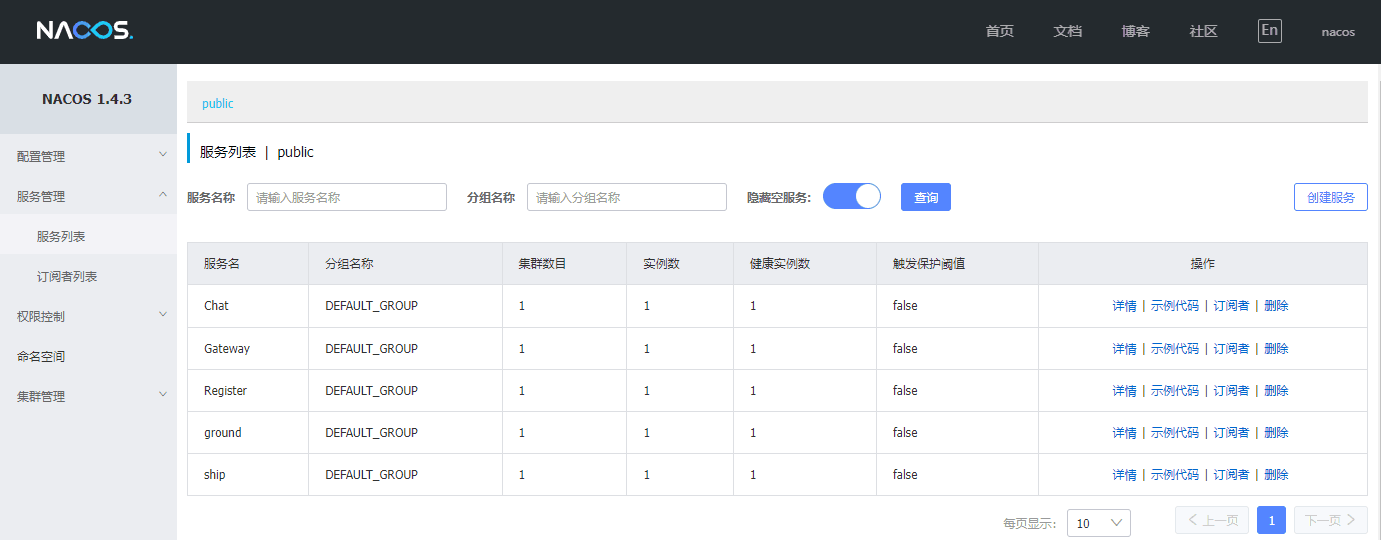 NACOS.
首页 文档 博客 社区 En nacos
NACOS 1.4.3
配置管理
服务管理
服务列表
订阅者列表
权限控制
命名空间
集群管理
public
服务列表 | public
服务名称 请输入服务名称 分组名称 请输入分组名称 隐藏空服务: 查询 创建服务
服务名 分组名称 集群数目 实例数 健康实例数 触发保护阈值 操作
Chat DEFAULT_GROUP 1 1 1 false 详情 | 示例代码 | 订阅者 | 删除
Gateway DEFAULT_GROUP 1 1 1 false 详情 | 示例代码 | 订阅者 | 删除
Register DEFAULT_GROUP 1 1 1 false 详情 | 示例代码 | 订阅者 | 删除
ground DEFAULT_GROUP 1 1 1 false 详情 | 示例代码 | 订阅者 | 删除
ship DEFAULT_GROUP 1 1 1 false 详情 | 示例代码 | 订阅者 | 删除
每页显示: 10 上一页 1 下一页